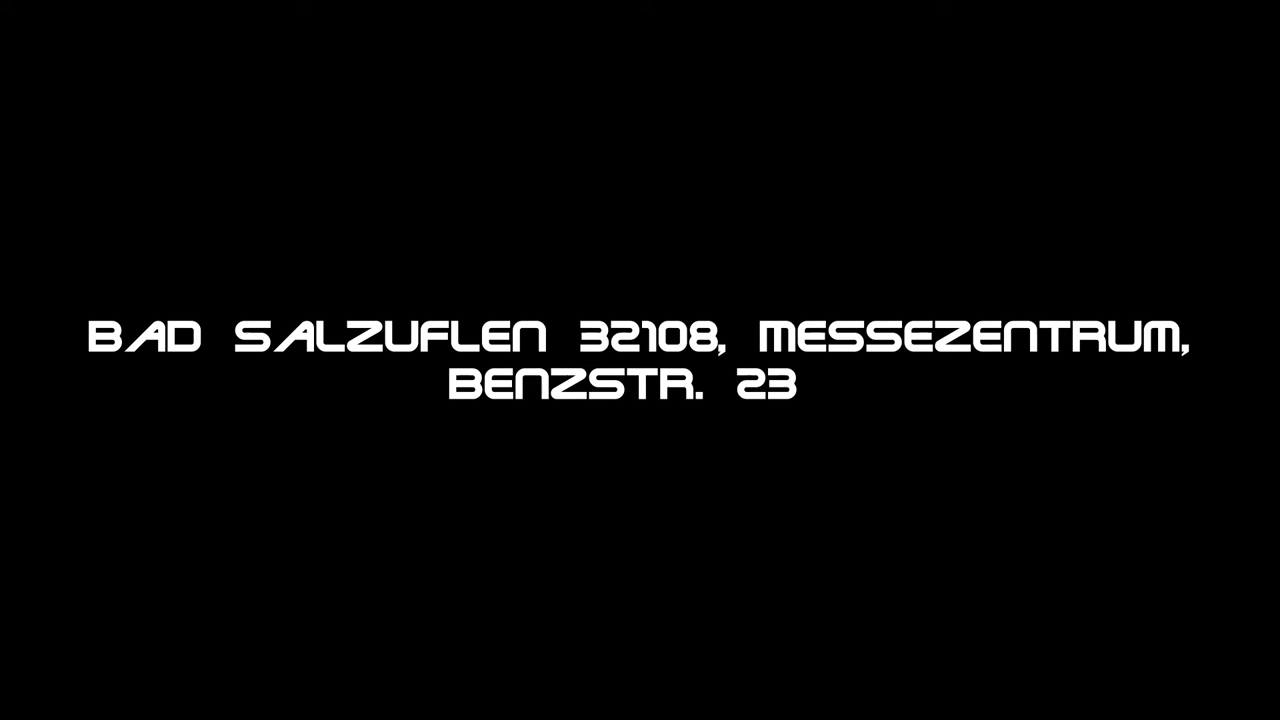 BAD SALZUFLEN 32108, MESSEZENTRUM,
BENZSTR. 23